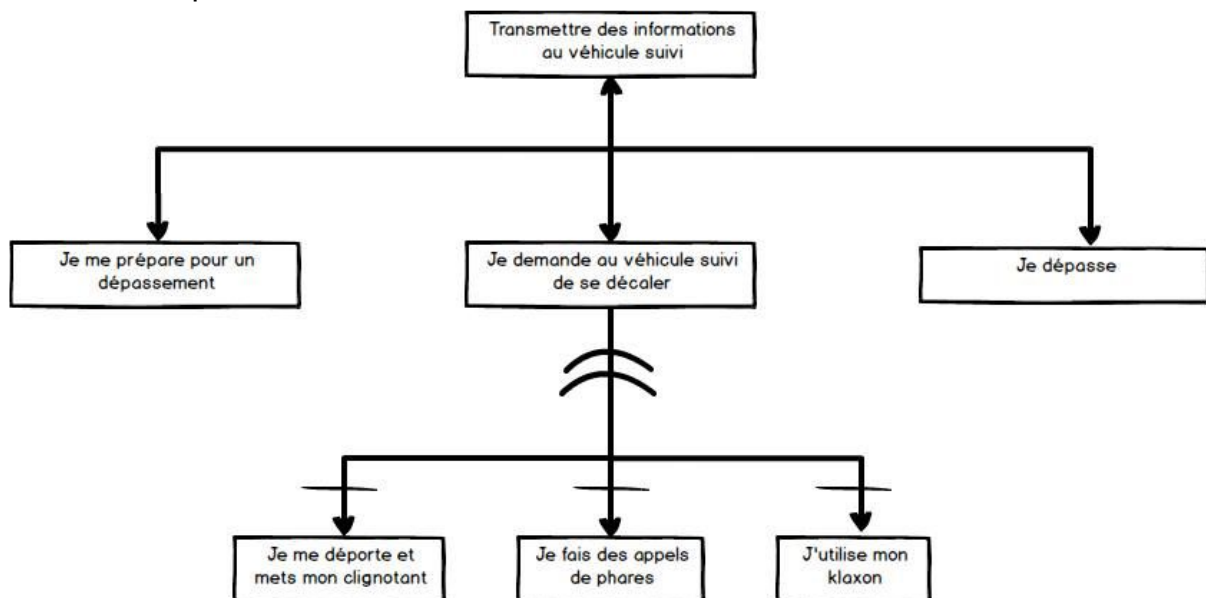 Transmettre des informations
au véhicule suivi
Je me prépare pour un
dépassement
Je demande au véhicule suivi
de se décaler
Je dépasse
Je me déporte et
mets mon clignotant
Je fais des appels
de phares
J'utilise mon
klaxon